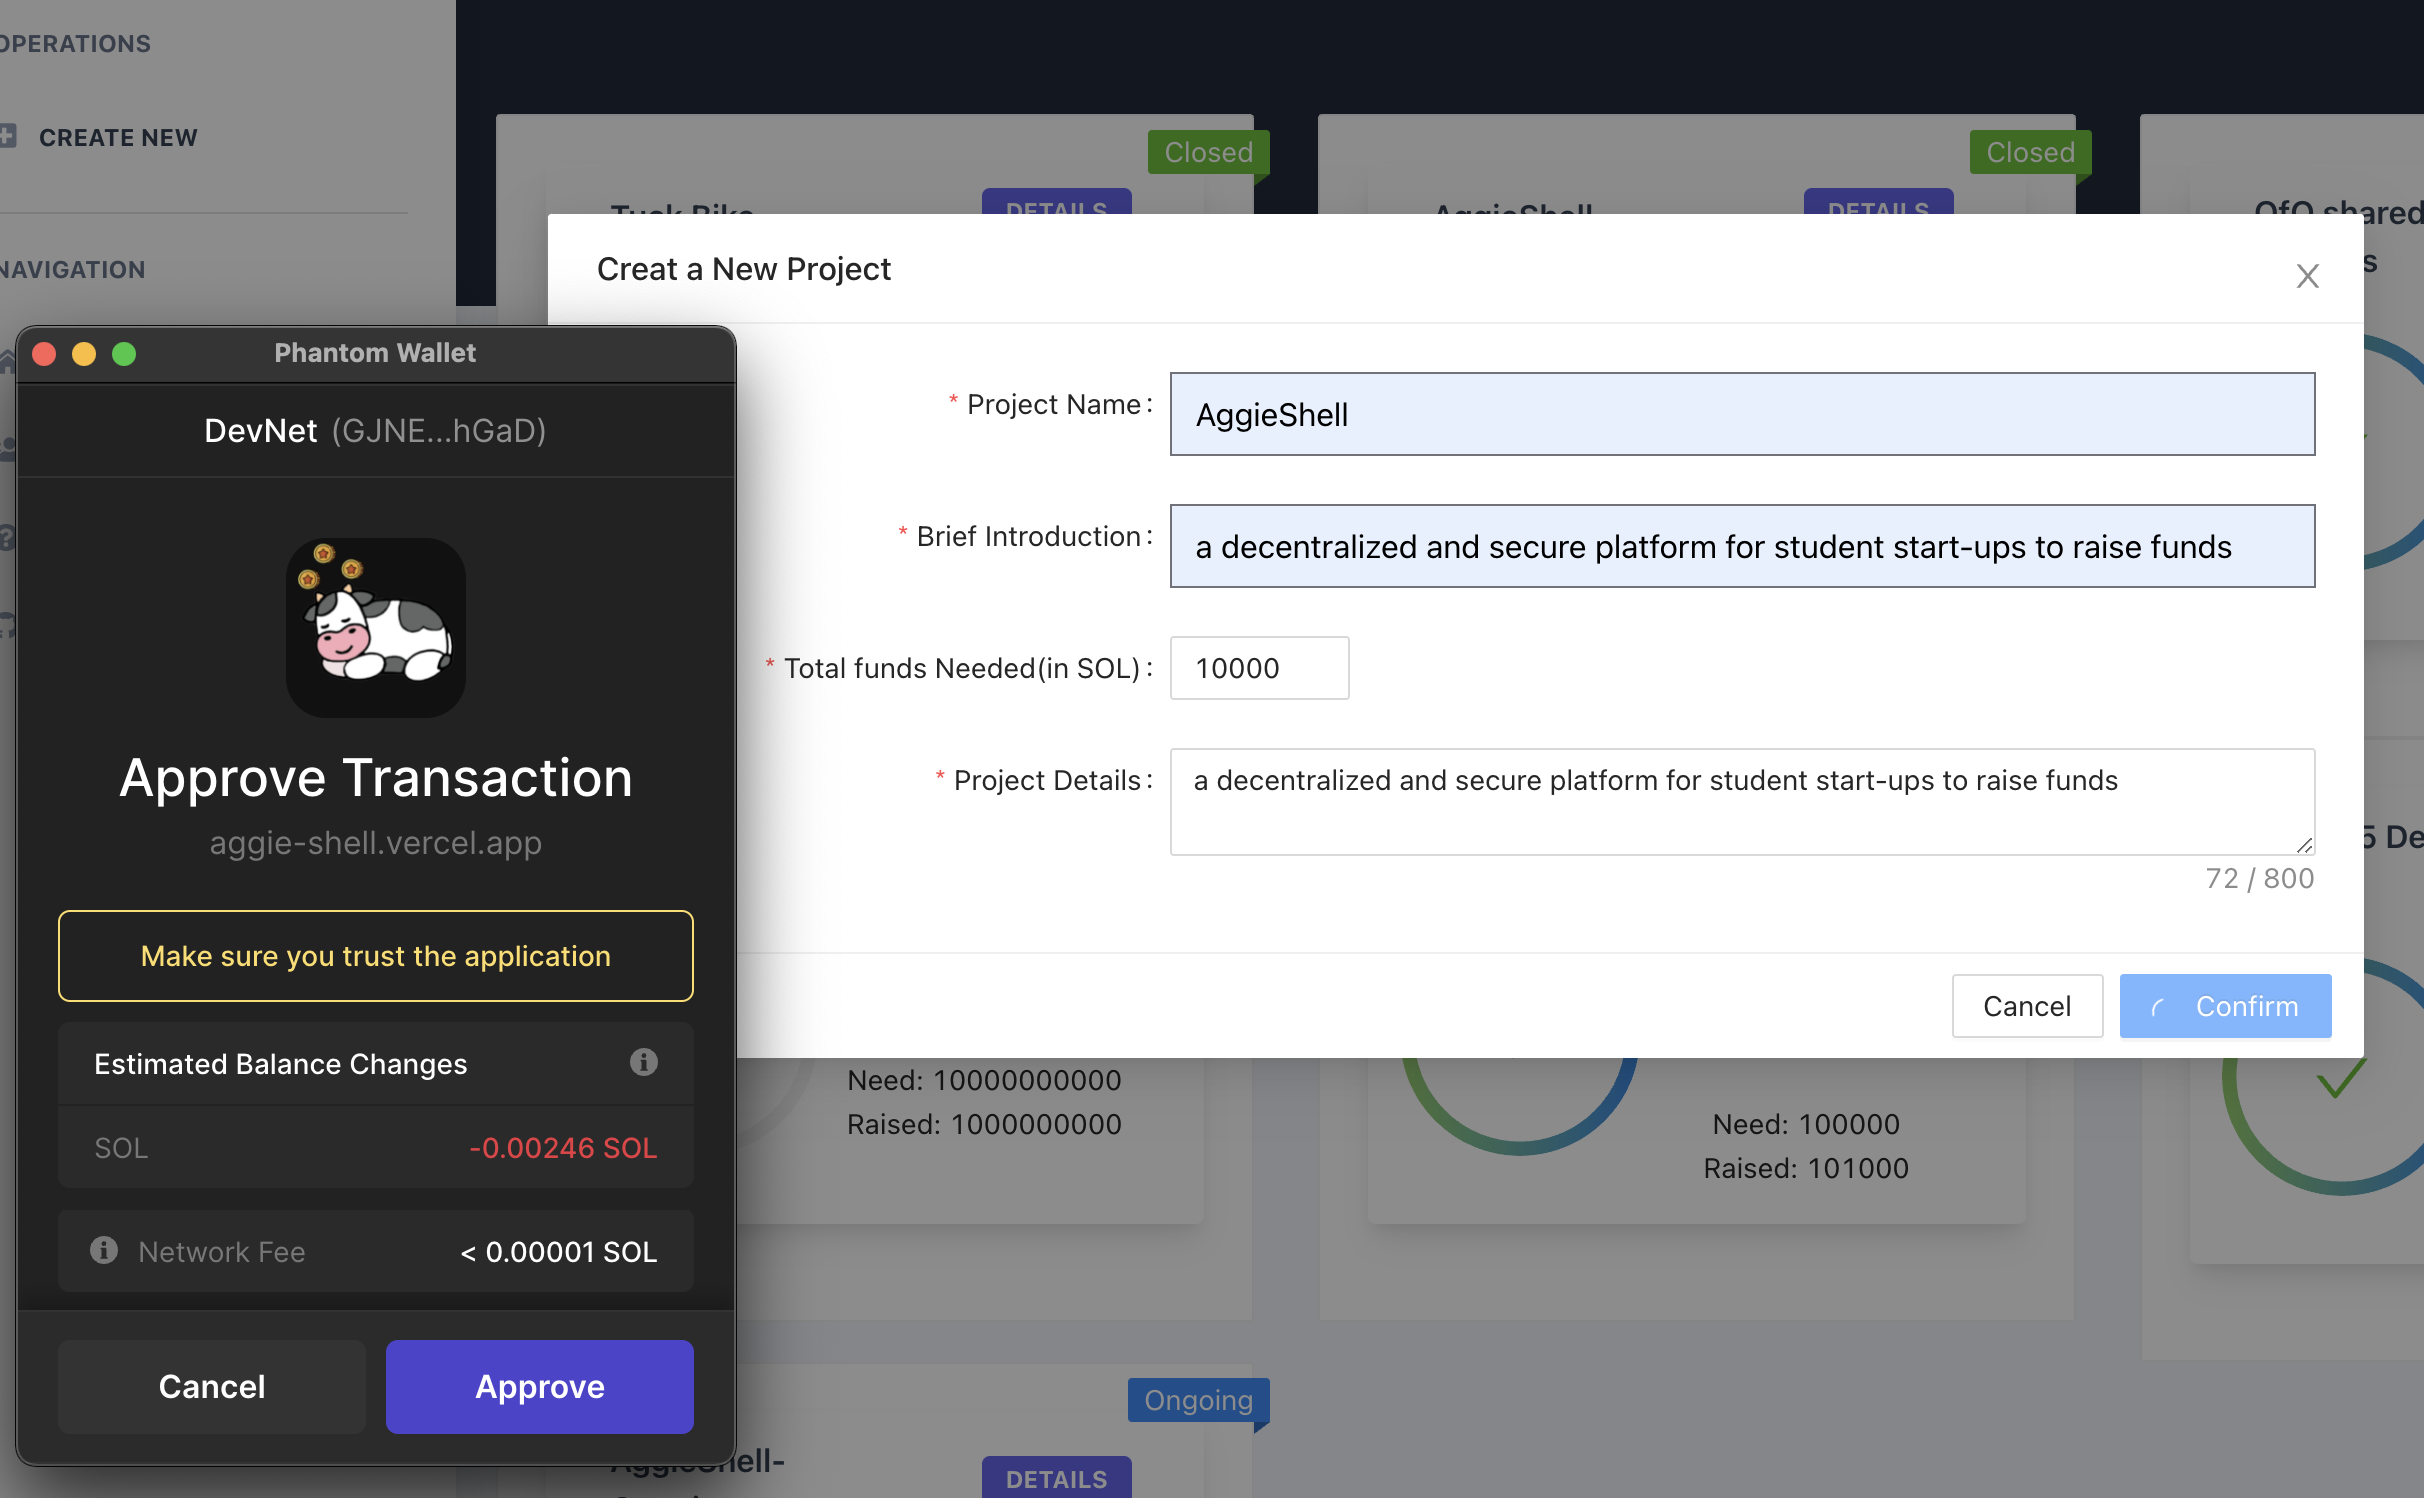 OPERATIONS
CREATE NEW
NAVIGATION
Closed
Closed
Tusk Bike
DETAILS
AggieShell
DETAILS
OfO shared
s
Creat a New Project
* Project Name:
AggieShell
* Brief Introduction:
a decentralized and secure platform for student start-ups to raise funds
* Total funds Needed(in SOL):
10000
* Project Details:
a decentralized and secure platform for student start-ups to raise funds
72 / 800
Cancel
Confirm
Phantom Wallet
DevNet (GJNE...hGaD)
Approve Transaction
aggie-shell.vercel.app
Make sure you trust the application
Estimated Balance Changes
SOL
-0.00246 SOL
Network Fee
< 0.00001 SOL
Cancel
Approve
5 De
Need: 10000000000
Raised: 1000000000
Need: 100000
Raised: 101000
Ongoing
AggieShell-
DETAILS